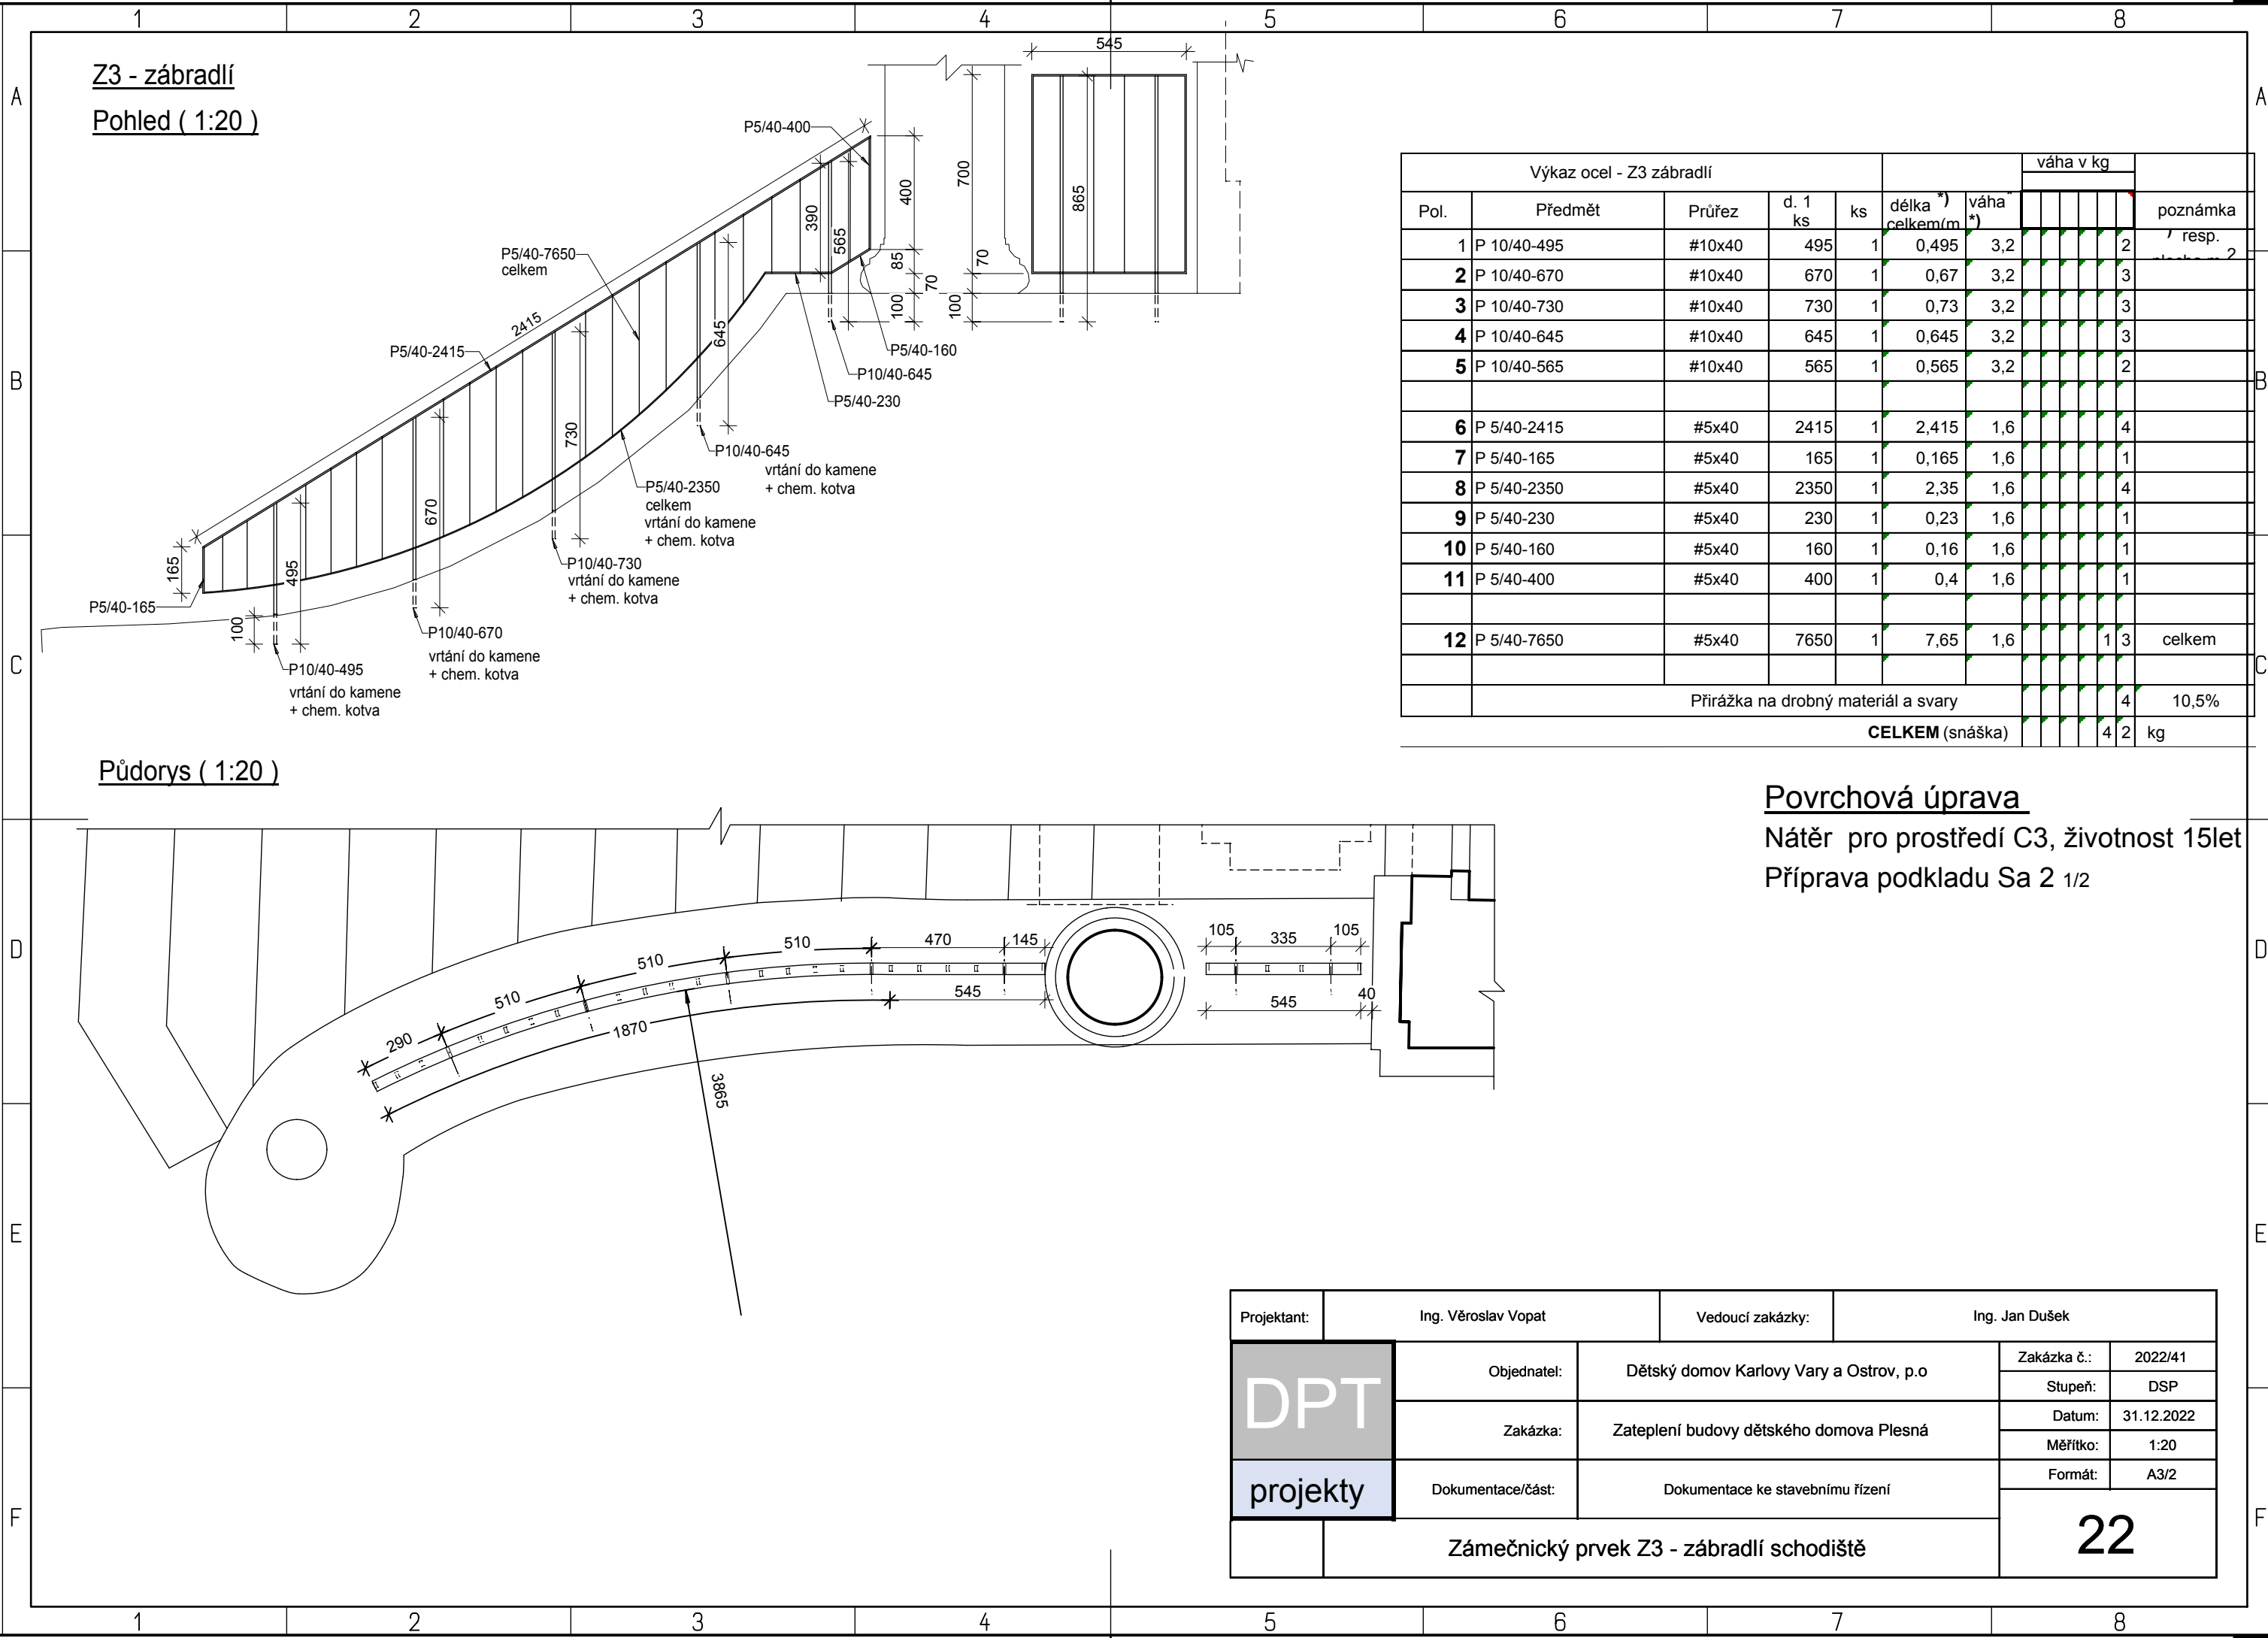 1 2 3 4 5 6 7 8
A A
B B
C C
D D
E E
F F
Z3 - zábradlí
Pohled ( 1:20 )
P5/40-400
P5/40-7650
celkem
2415
P5/40-2415
390
565
400
85
70
100
700
70
100
865
545
645
730
670
495
165
100
P5/40-160
P10/40-645
P5/40-230
P10/40-645
vrtání do kamene
+ chem. kotva
P5/40-2350
celkem
vrtání do kamene
+ chem. kotva
P10/40-730
vrtání do kamene
+ chem. kotva
P5/40-165
P10/40-670
vrtání do kamene
+ chem. kotva
P10/40-495
vrtání do kamene
+ chem. kotva
Výkaz ocel - Z3 zábradlí váha v kg
Pol. Předmět Průřez d. 1 ks ks délka *) celkem(m váha *) poznámka
1 P 10/40-495 #10x40 495 1 0,495 3,2 2 ) resp.
2 P 10/40-670 #10x40 670 1 0,67 3,2 3
3 P 10/40-730 #10x40 730 1 0,73 3,2 3
4 P 10/40-645 #10x40 645 1 0,645 3,2 3
5 P 10/40-565 #10x40 565 1 0,565 3,2 2
6 P 5/40-2415 #5x40 2415 1 2,415 1,6 4
7 P 5/40-165 #5x40 165 1 0,165 1,6 1
8 P 5/40-2350 #5x40 2350 1 2,35 1,6 4
9 P 5/40-230 #5x40 230 1 0,23 1,6 1
10 P 5/40-160 #5x40 160 1 0,16 1,6 1
11 P 5/40-400 #5x40 400 1 0,4 1,6 1
12 P 5/40-7650 #5x40 7650 1 7,65 1,6 1 3 celkem
Přirážka na drobný materiál a svary 4 10,5%
CELKEM (snáška) 4 2 kg
Povrchová úprava
Nátěr pro prostředí C3, životnost 15let
Příprava podkladu Sa 2 1/2
Půdorys ( 1:20 )
290
510
510
510
470
145
545
1870
3865
105
335
105
545
40
Projektant: Ing. Věroslav Vopat Vedoucí zakázky: Ing. Jan Dušek
DPT
projekty
Objednatel: Dětský domov Karlovy Vary a Ostrov, p.o
Zakázka č.: 2022/41
Stupeň: DSP
Zakázka: Zateplení budovy dětského domova Plesná
Datum: 31.12.2022
Měřítko: 1:20
Dokumentace/část: Dokumentace ke stavebnímu řízení
Formát: A3/2
Zámečnický prvek Z3 - zábradlí schodiště
22
1 2 3 4 5 6 7 8